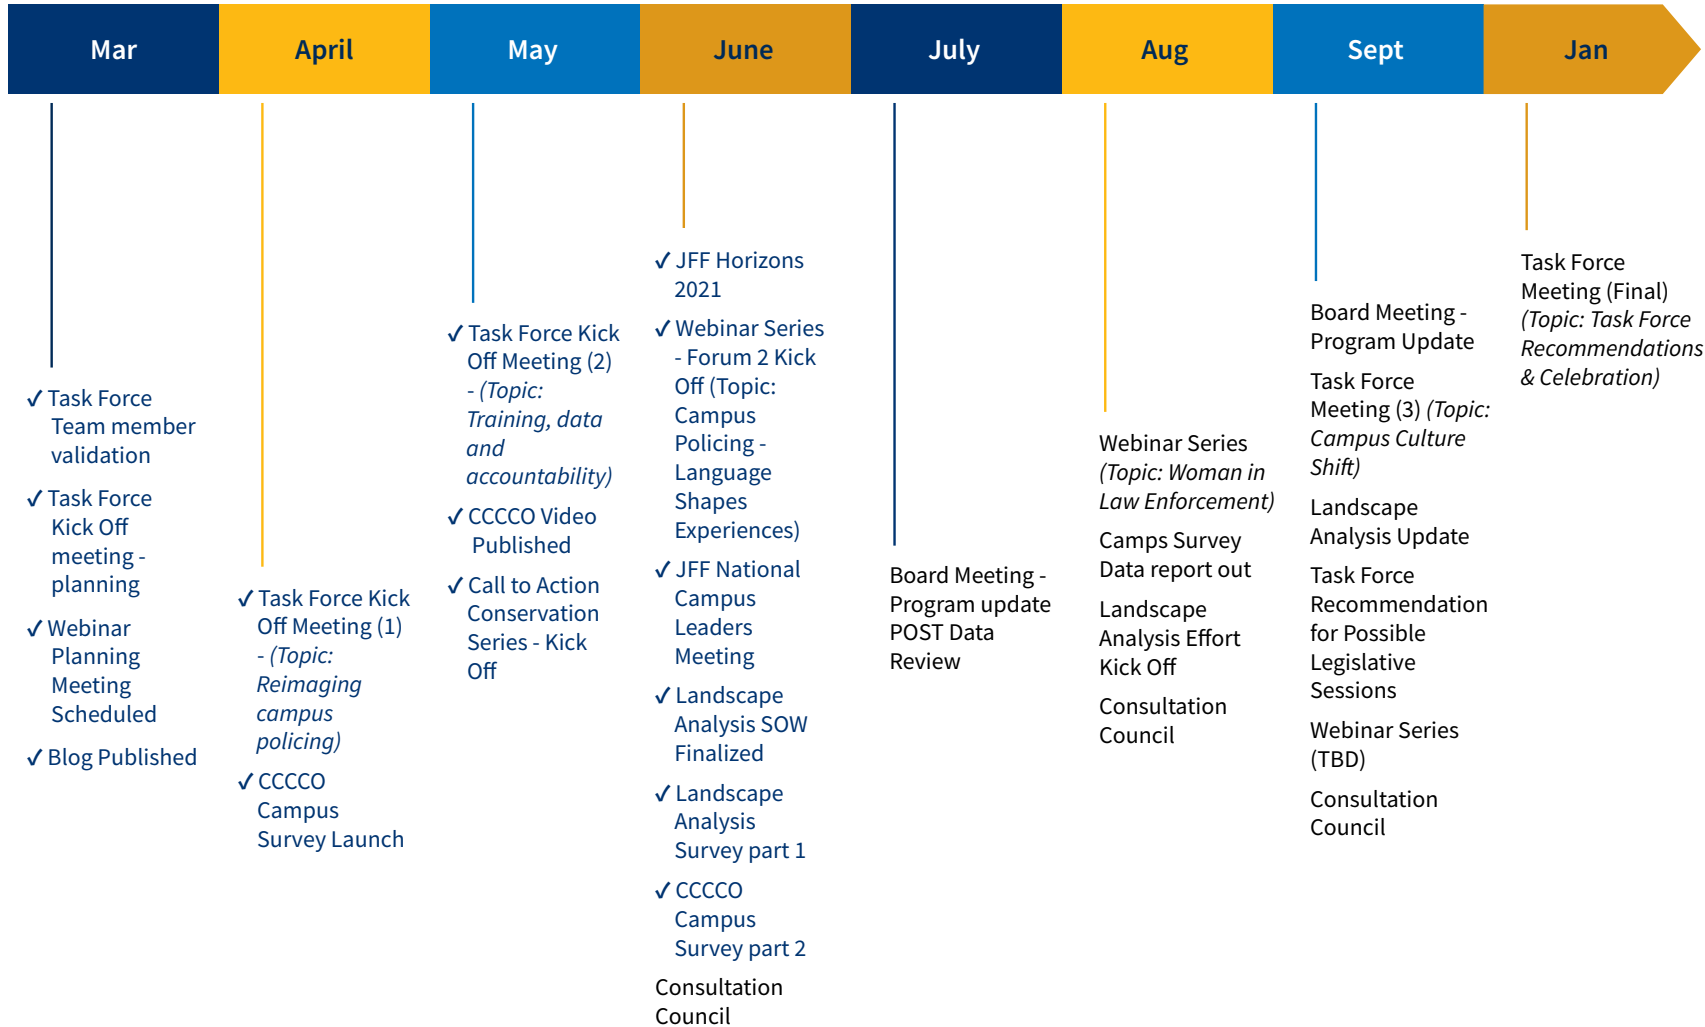 Mar
April
May
June
July
Aug
Sept
Jan
✓ Task Force
Team member
validation
✓ Task Force
Kick Off
meeting -
planning
✓ Webinar
Planning
Meeting
Scheduled
✓ Blog Published
✓ Task Force Kick
Off Meeting (1)
- (Topic:
Reimaging
campus
policing)
✓ CCCCO
Campus
Survey Launch
✓ Task Force Kick
Off Meeting (2)
- (Topic:
Training, data
and
accountability)
✓ CCCCO Video
Published
✓ Call to Action
Conservation
Series - Kick
Off
✓ JFF Horizons
2021
✓ Webinar Series
- Forum 2 Kick
Off (Topic:
Campus
Policing -
Language
Shapes
Experiences)
✓ JFF National
Campus
Leaders
Meeting
✓ Landscape
Analysis SOW
Finalized
✓ Landscape
Analysis
Survey part 1
✓ CCCCO
Campus
Survey part 2
Consultation
Council
Board Meeting -
Program update
POST Data
Review
Webinar Series
(Topic: Woman in
Law Enforcement)
Camps Survey
Data report out
Landscape
Analysis Effort
Kick Off
Consultation
Council
Board Meeting -
Program Update
Task Force
Meeting (3) (Topic:
Campus Culture
Shift)
Landscape
Analysis Update
Task Force
Recommendation
for Possible
Legislative
Sessions
Webinar Series
(TBD)
Consultation
Council
Task Force
Meeting (Final)
(Topic: Task Force
Recommendations
& Celebration)